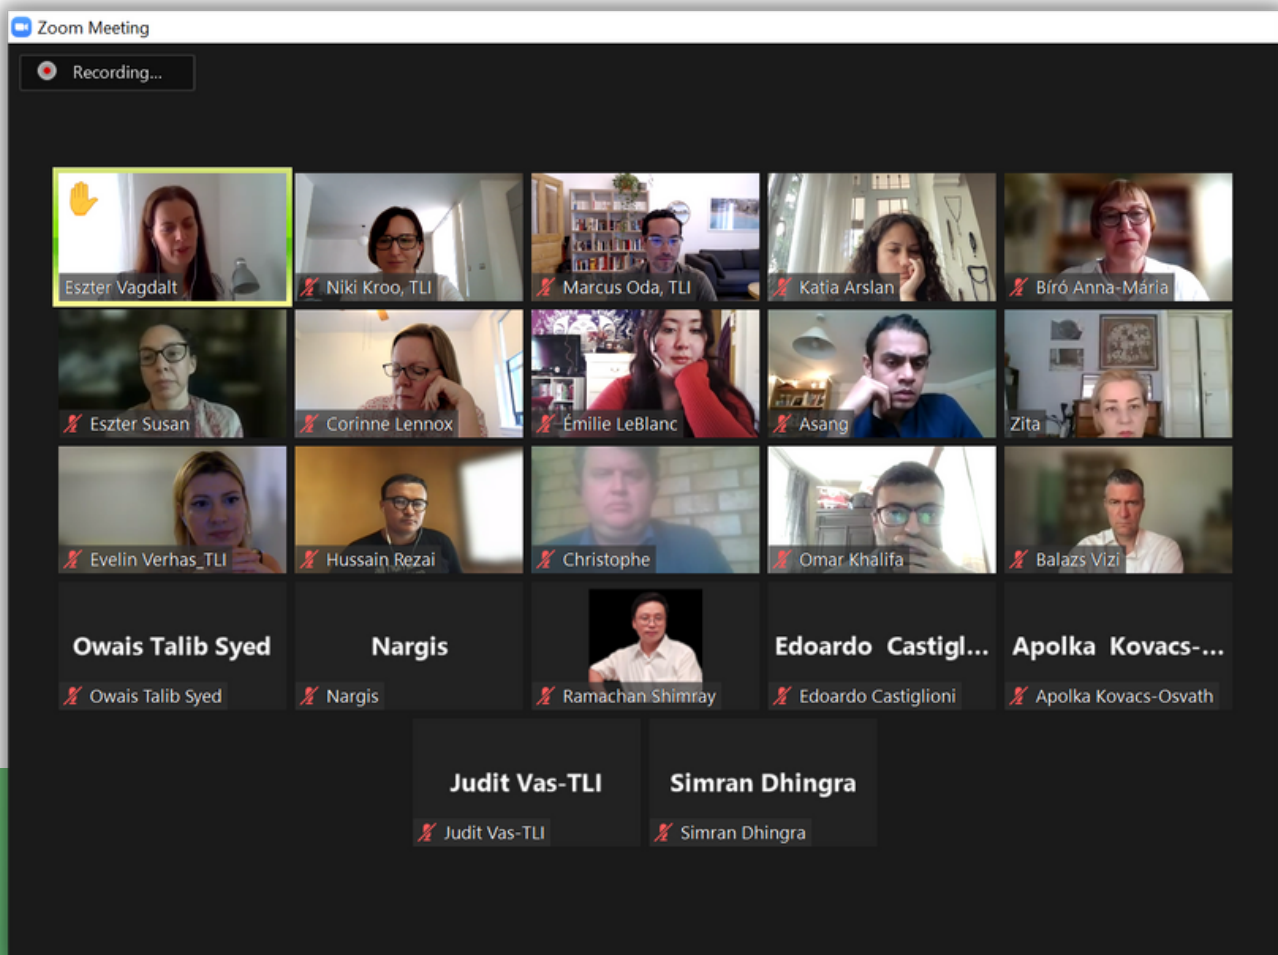 Zoom Meeting
Recording...
Eszter Vagdalt
Niki Kroo, TLI
Marcus Oda, TLI
Katia Arslan
Bíró Anna-Mária
Eszter Susan
Corinne Lennox
Émilie LeBlanc
Asang
Zita
Evelin Verhas_TLI
Hussain Rezai
Christophe
Omar Khalifa
Balazs Vizi
Owais Talib Syed
Nargis
Edoardo Castigl...
Apolka Kovacs-...
Owais Talib Syed
Nargis
Ramachan Shimray
Edoardo Castiglioni
Apolka Kovacs-Osvath
Judit Vas-TLI
Simran Dhingra
Judit Vas-TLI
Simran Dhingra